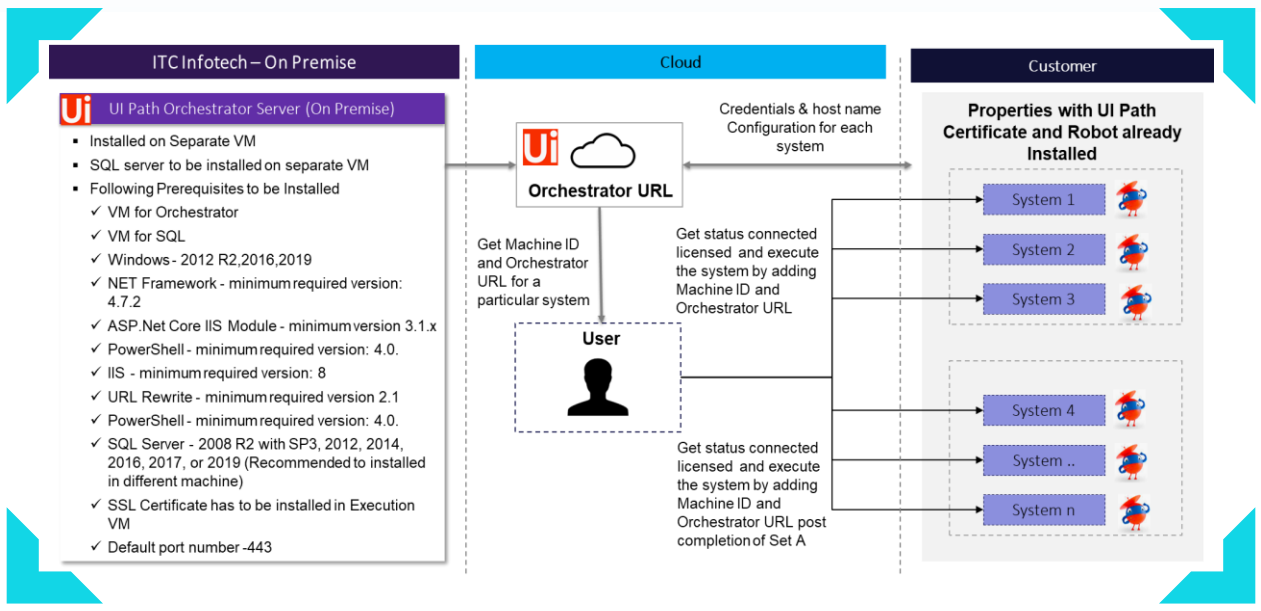 ITC Infotech – On Premise
Ui
UI Path Orchestrator Server (On Premise)
Installed on Separate VM
SQL server to be installed on separate VM
Following Prerequisites to be Installed
VM for Orchestrator
VM for SQL
Windows - 2012 R2,2016,2019
NET Framework - minimum required version:
4.7.2
ASP.Net Core IIS Module - minimum version 3.1.x
PowerShell - minimum required version: 4.0.
IIS - minimum required version: 8
URL Rewrite - minimum required version 2.1
PowerShell - minimum required version: 4.0.
SQL Server - 2008 R2 with SP3, 2012, 2014,
2016, 2017, or 2019 (Recommended to installed
in different machine)
SSL Certificate has to be installed in Execution
VM
Default port number -443
Cloud
Ui
Orchestrator URL
Credentials & host name
Configuration for each
system
Get Machine ID
and Orchestrator
URL for a
particular system
User
Get status connected
licensed and execute
the system by adding
Machine ID and
Orchestrator URL
Get status connected
licensed and execute
the system by adding
Machine ID and
Orchestrator URL post
completion of Set A
Customer
Properties with UI Path
Certificate and Robot already
Installed
System 1
System 2
System 3
System 4
System ..
System n